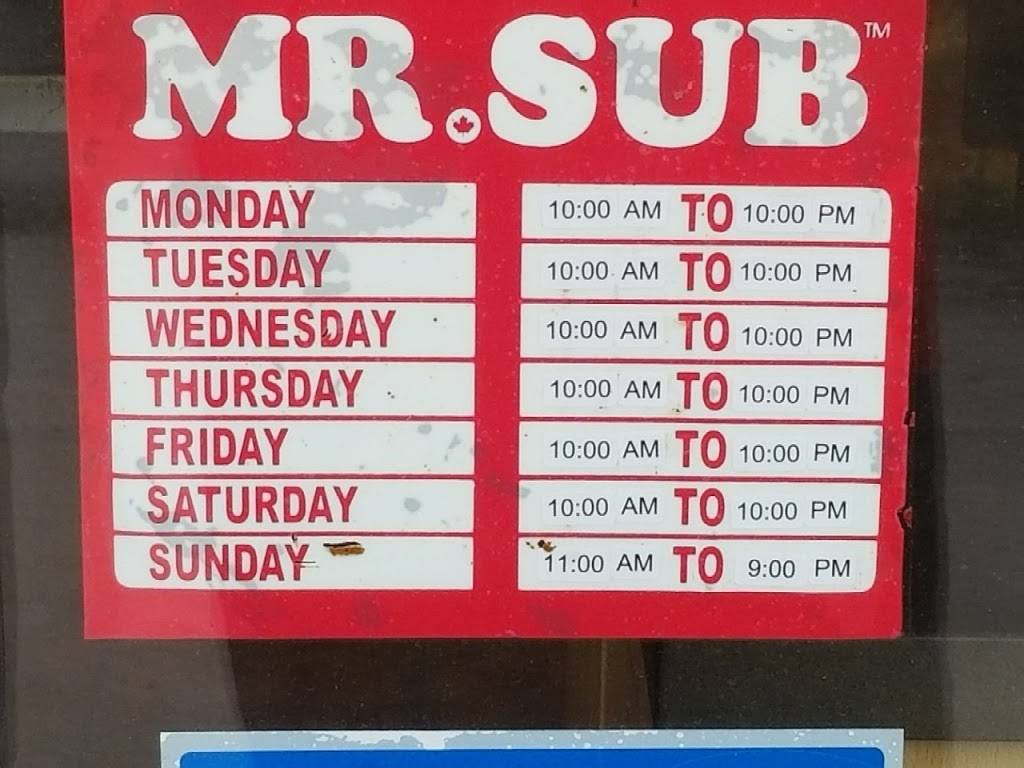 MR.SUB™
MONDAY 10:00 AM TO 10:00 PM
TUESDAY 10:00 AM TO 10:00 PM
WEDNESDAY 10:00 AM TO 10:00 PM
THURSDAY 10:00 AM TO 10:00 PM
FRIDAY 10:00 AM TO 10:00 PM
SATURDAY 10:00 AM TO 10:00 PM
SUNDAY 11:00 AM TO 9:00 PM